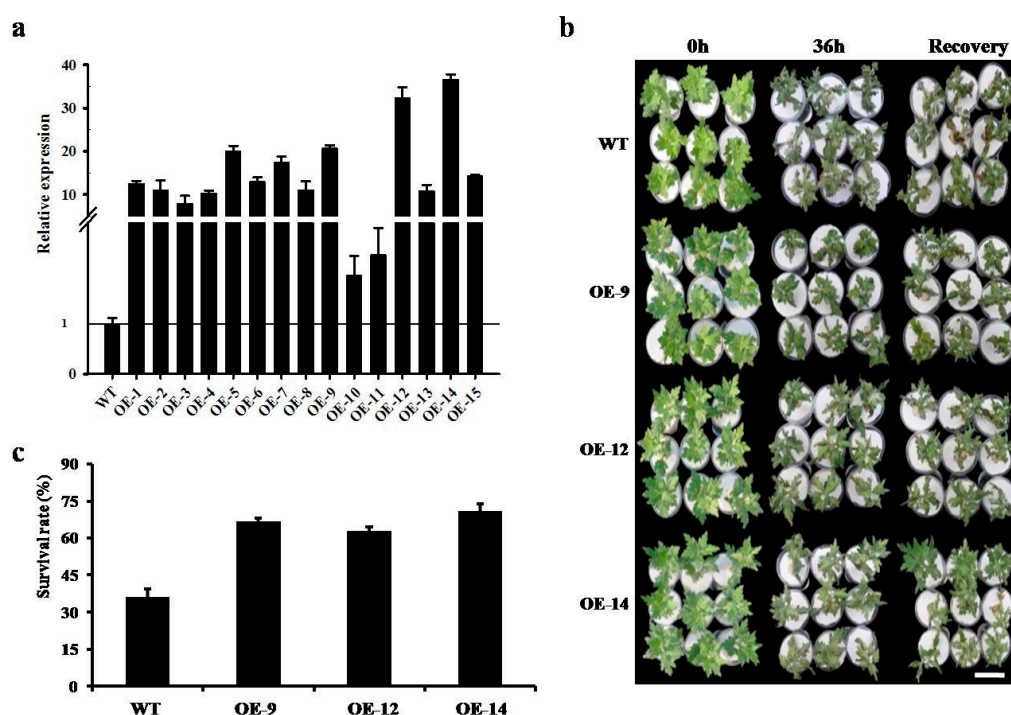 a
Relative expression
40
30
20
10
1
0
WT OE-1 OE-2 OE-3 OE-4 OE-5 OE-6 OE-7 OE-8 OE-9 OE-10 OE-11 OE-12 OE-13 OE-14 OE-15
b
0h 36h Recovery
WT
OE-9
OE-12
OE-14
c
Survival rate (%)
90
75
60
45
30
15
0
WT OE-9 OE-12 OE-14